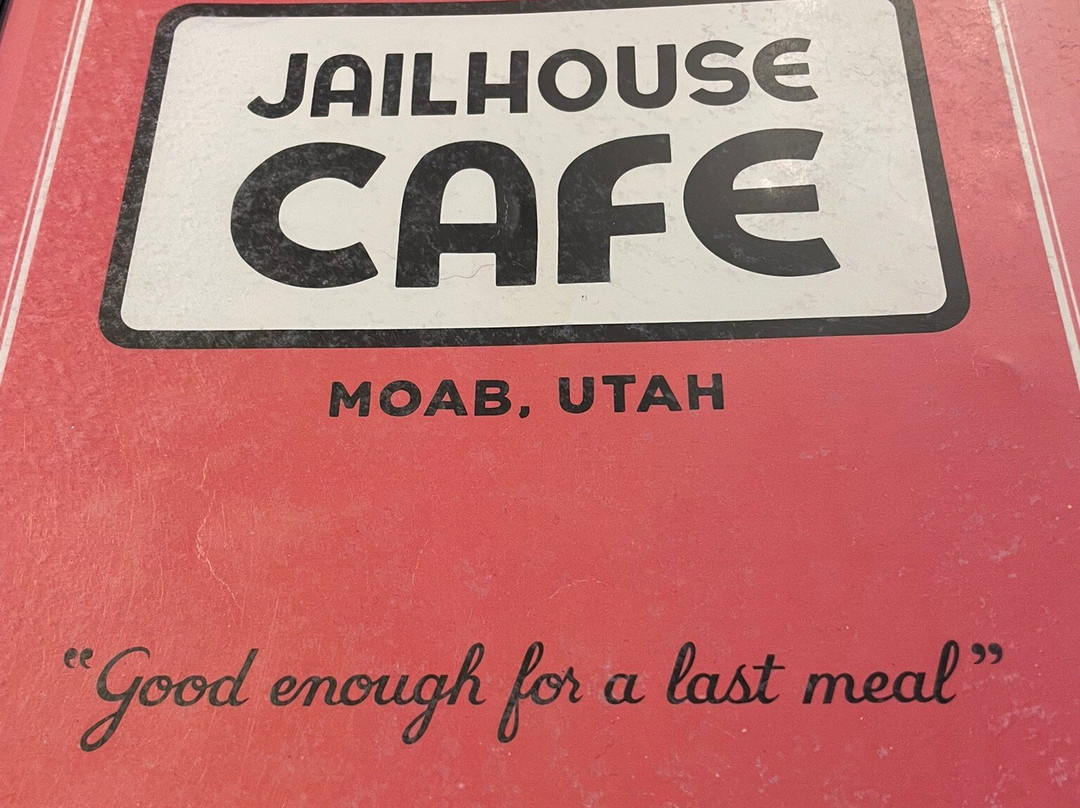 JAILHOUSE
CAFE
MOAB, UTAH
“Good enough for a last meal”